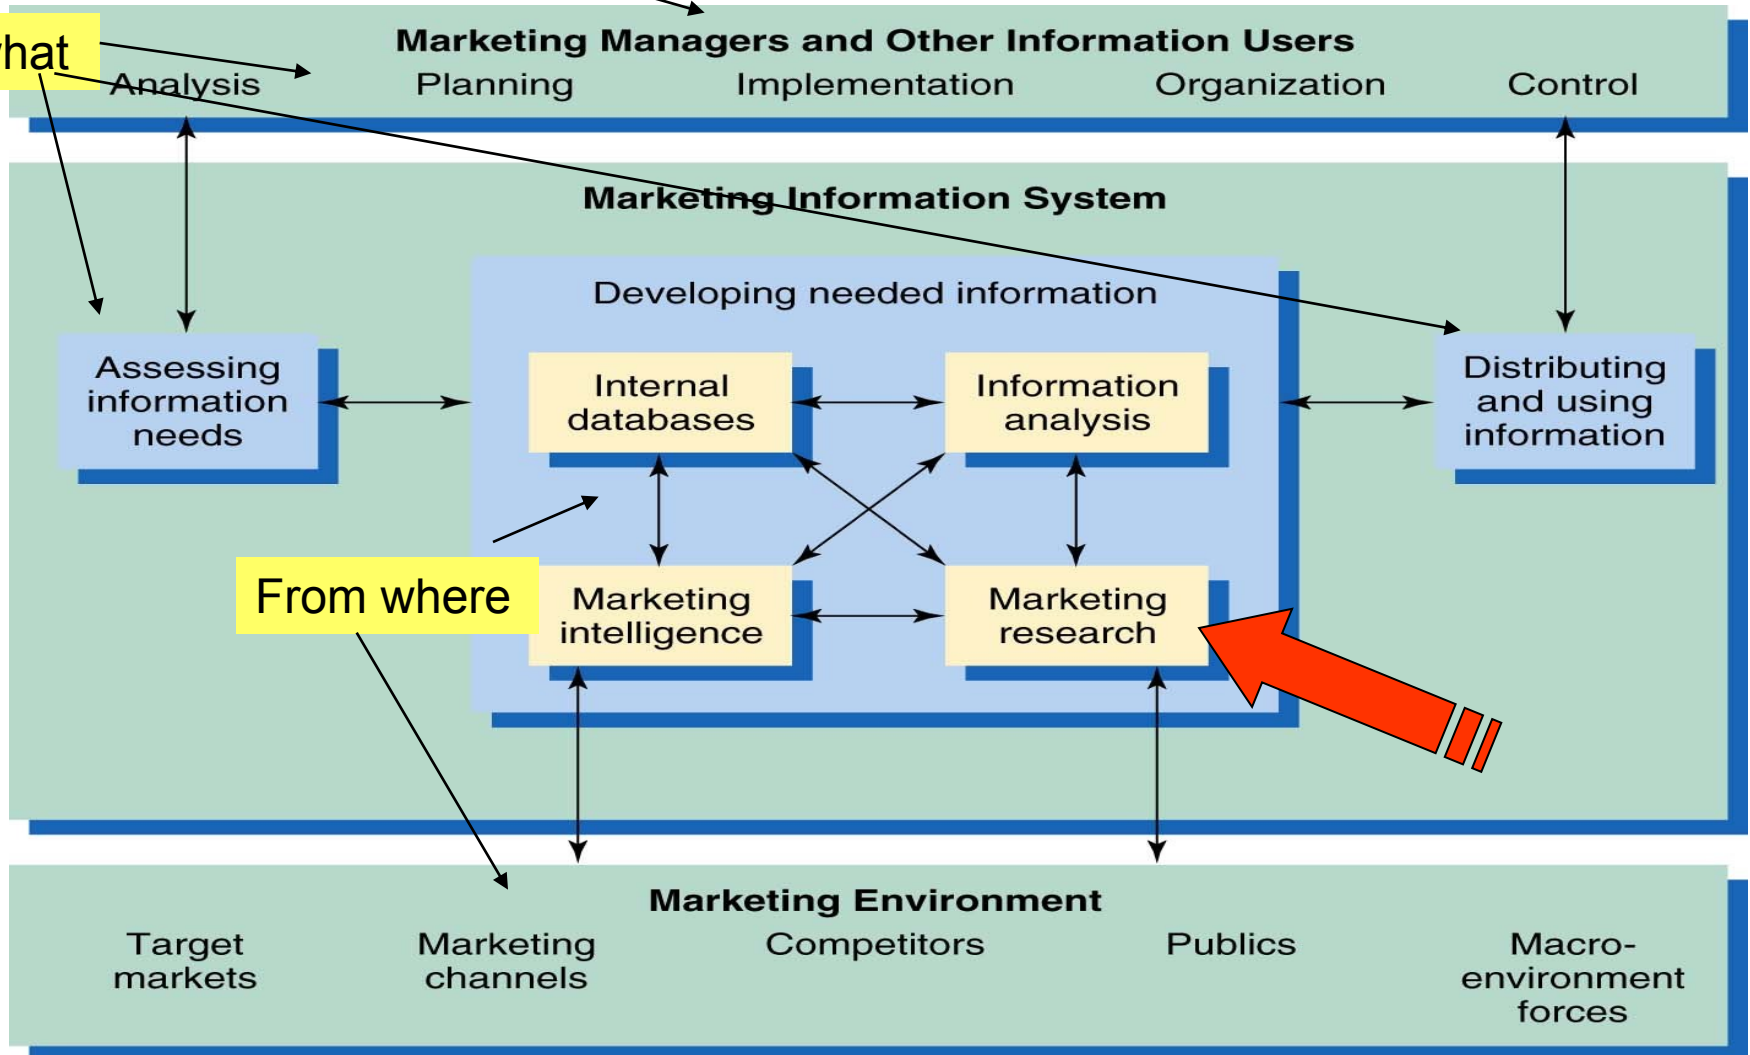 Marketing Managers and Other Information Users
what
Analysis Planning Implementation Organization Control
Marketing Information System
Developing needed information
Assessing
information
needs
Internal
databases
Information
analysis
Distributing
and using
information
From where
Marketing
intelligence
Marketing
research
Marketing Environment
Target
markets
Marketing
channels
Competitors
Publics
Macro-
environment
forces